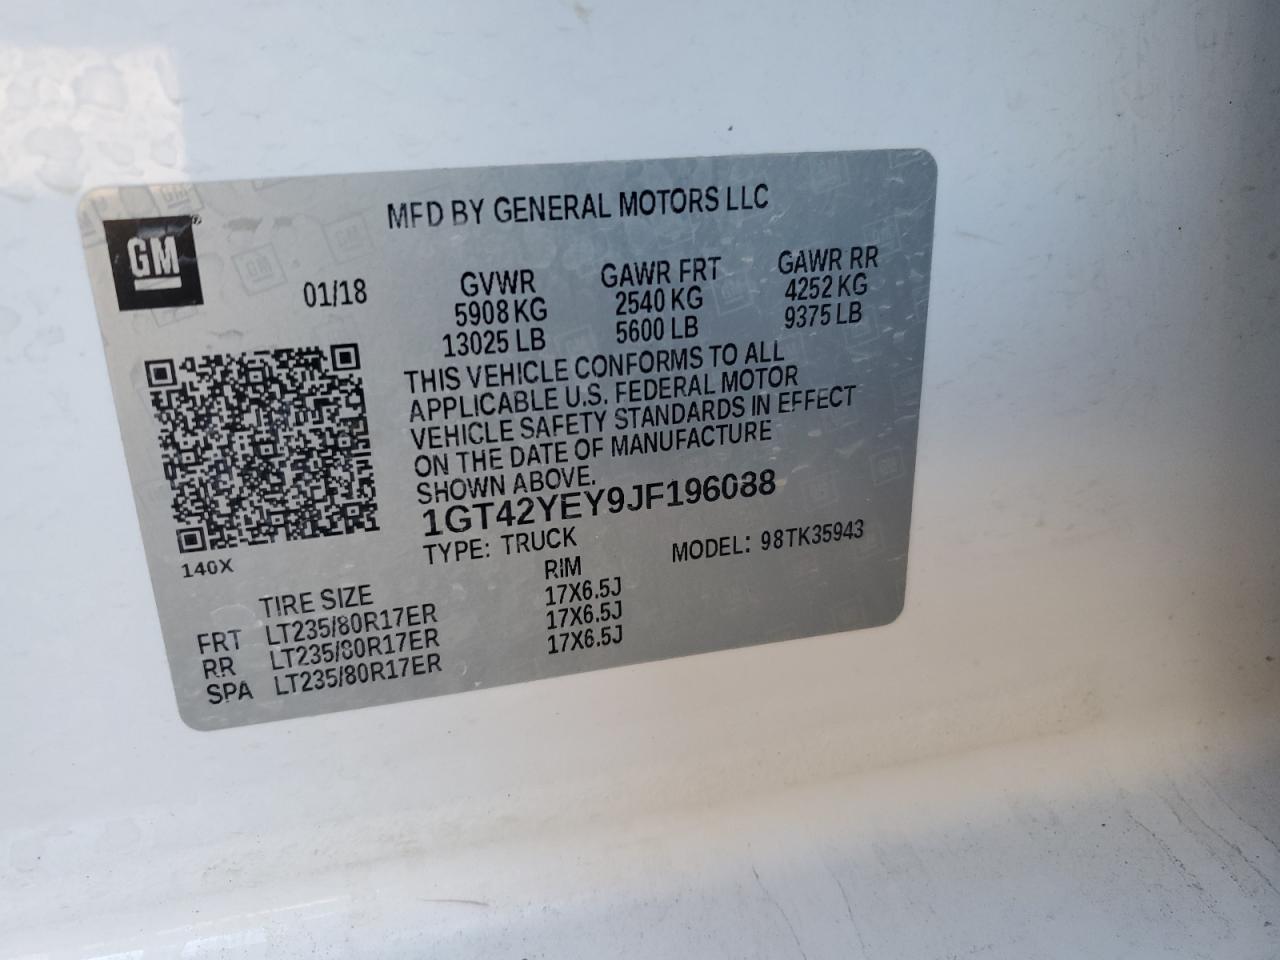 MFD BY GENERAL MOTORS LLC
GM
01/18
GVWR GAWR FRT GAWR RR
5908 KG 2540 KG 4252 KG
13025 LB 5600 LB 9375 LB
THIS VEHICLE CONFORMS TO ALL
APPLICABLE U.S. FEDERAL MOTOR
VEHICLE SAFETY STANDARDS IN EFFECT
ON THE DATE OF MANUFACTURE
SHOWN ABOVE.
1GT42YEY9JF196088
TYPE: TRUCK MODEL: 98TK35943
140X
TIRE SIZE RIM
FRT LT235/80R17ER 17X6.5J
RR LT235/80R17ER 17X6.5J
SPA LT235/80R17ER 17X6.5J